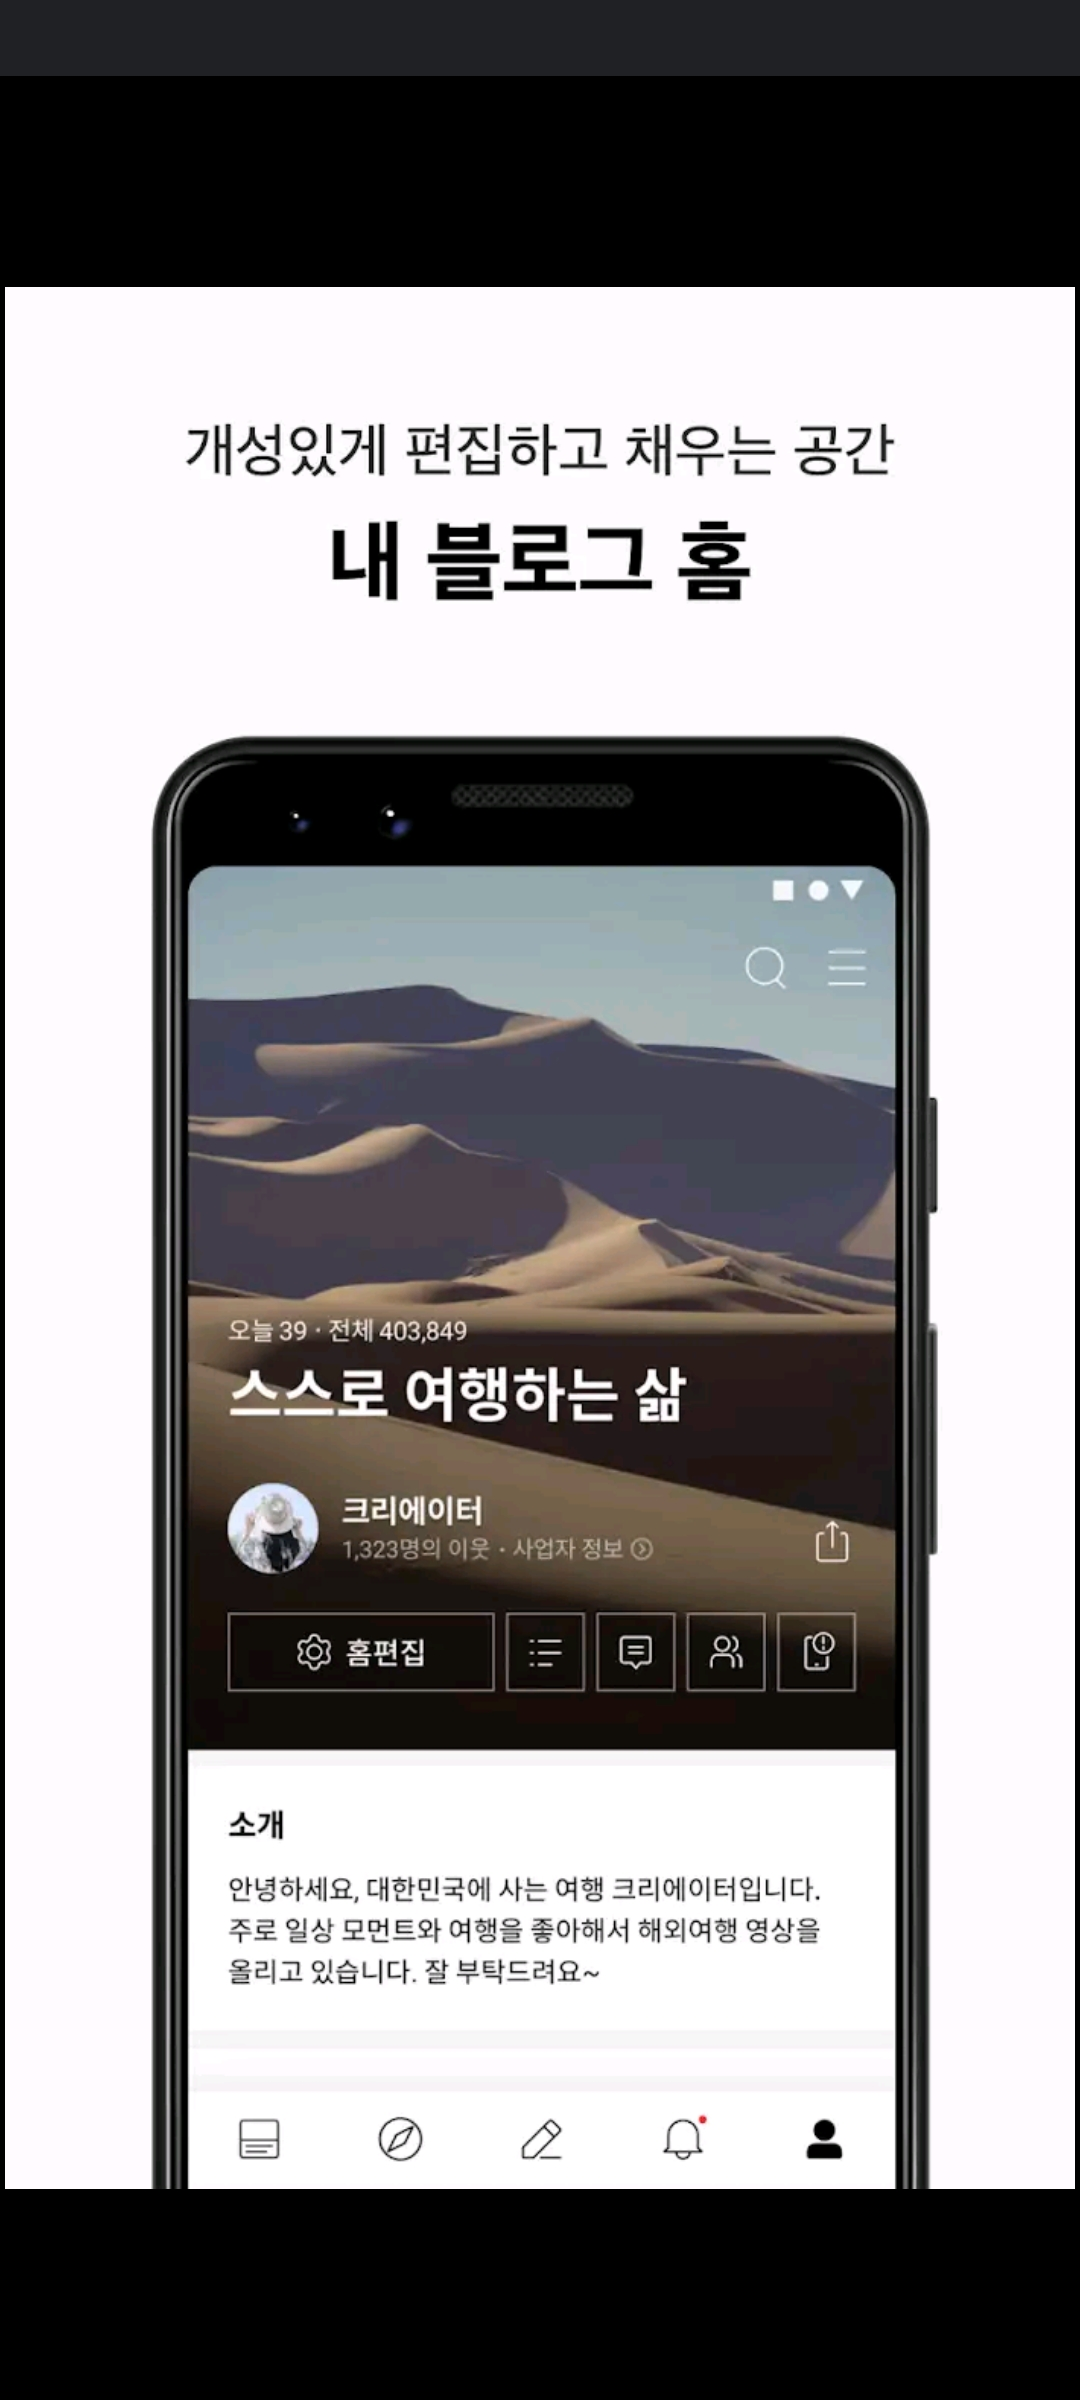 개성있게 편집하고 채우는 공간
내 블로그 홈
오늘 39 · 전체 403,849
스스로 여행하는 삶
크리에이터
1,323명의 이웃 · 사업자 정보
홈편집
소개
안녕하세요, 대한민국에 사는 여행 크리에이터입니다.
주로 일상 모먼트와 여행을 좋아해서 해외여행 영상을
올리고 있습니다. 잘 부탁드려요~